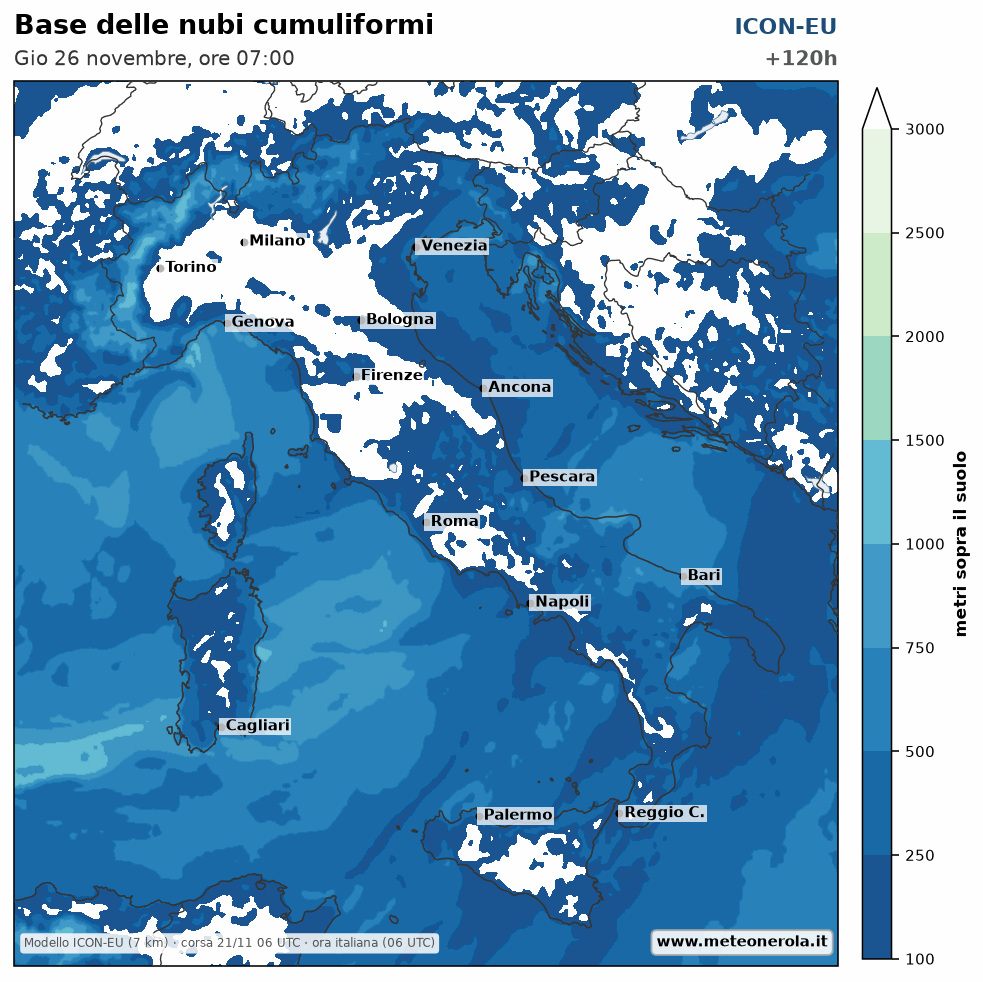 Base delle nubi cumuliformi
ICON-EU
Gio 26 novembre, ore 07:00
+120h
Milano
Venezia
Torino
Genova
Bologna
Firenze
Ancona
Pescara
Roma
Bari
Napoli
Cagliari
Palermo
Reggio C.
3000
2500
2000
1500
1000
750
500
250
100
metri sopra il suolo
Modello ICON-EU (7 km) · corsa 21/11 06 UTC · ora italiana (06 UTC)
www.meteonerola.it